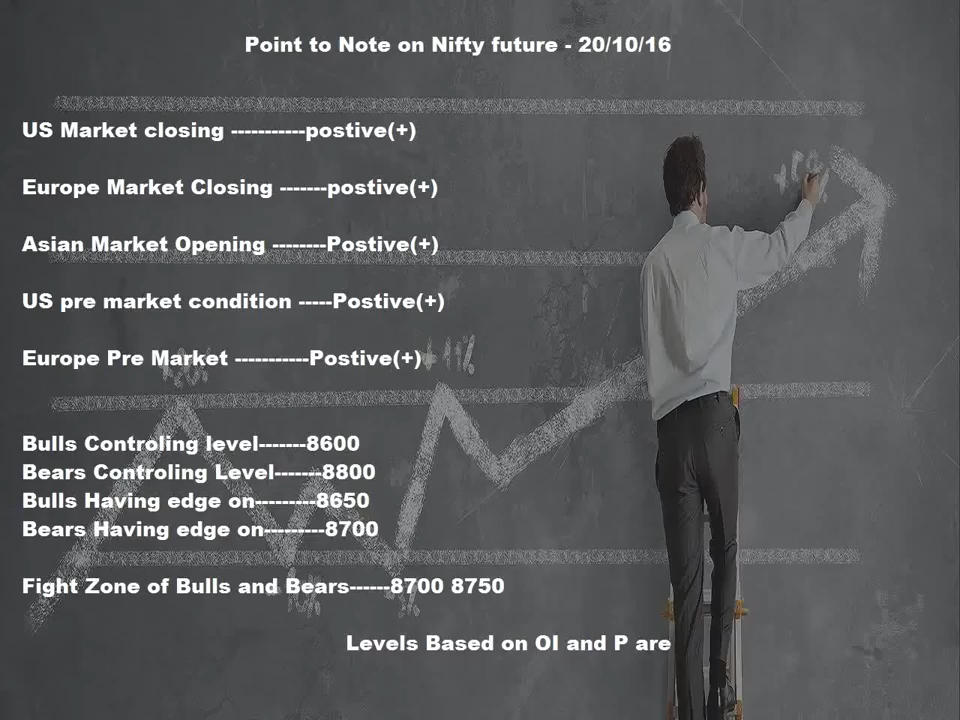 Point to Note on Nifty future - 20/10/16
US Market closing -----------postive(+)
Europe Market Closing -------postive(+)
Asian Market Opening --------Postive(+)
US pre market condition -----Postive(+)
Europe Pre Market -----------Postive(+)
+11%
Bulls Controling level-------8600
Bears Controling Level-------8800
Bulls Having edge on---------8650
Bears Having edge on---------8700
Fight Zone of Bulls and Bears------8700 8750
Levels Based on OI and P are